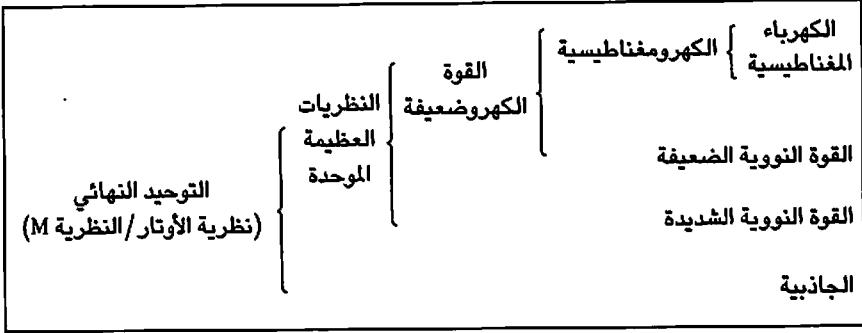 الكهرباء
المغناطيسية
الكهرومغناطيسية
القوة
الكهروضعيفة
النظريات
العظيمة
الموحدة
القوة النووية الضعيفة
التوحيد النهائي
(نظرية الأوتار/النظرية M)
القوة النووية الشديدة
الجاذبية